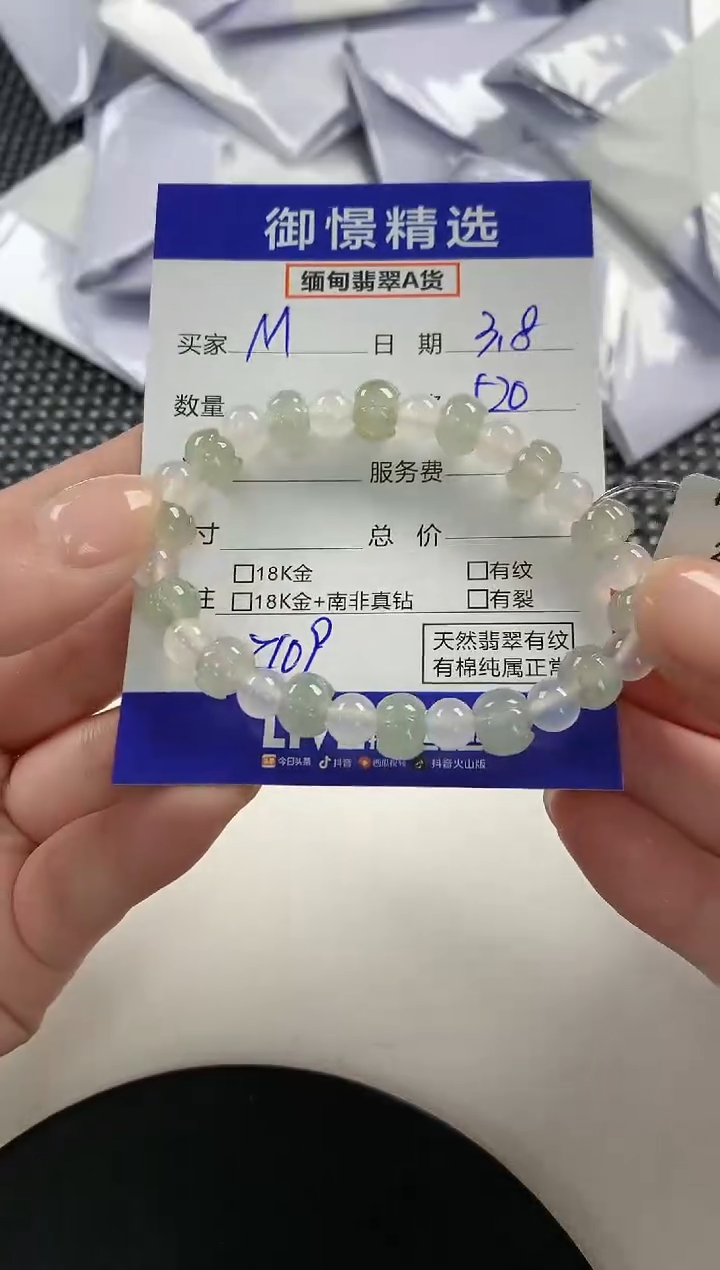 御憬精选
缅甸翡翠A货
买家 M 日期 3,8
数量 520
服务费
寸 总价
□18K金 □有纹
注 □18K金+南非真钻 □有裂
天然翡翠有纹
有棉纯属正常
今日头条 抖音 西瓜视频 抖音火山版